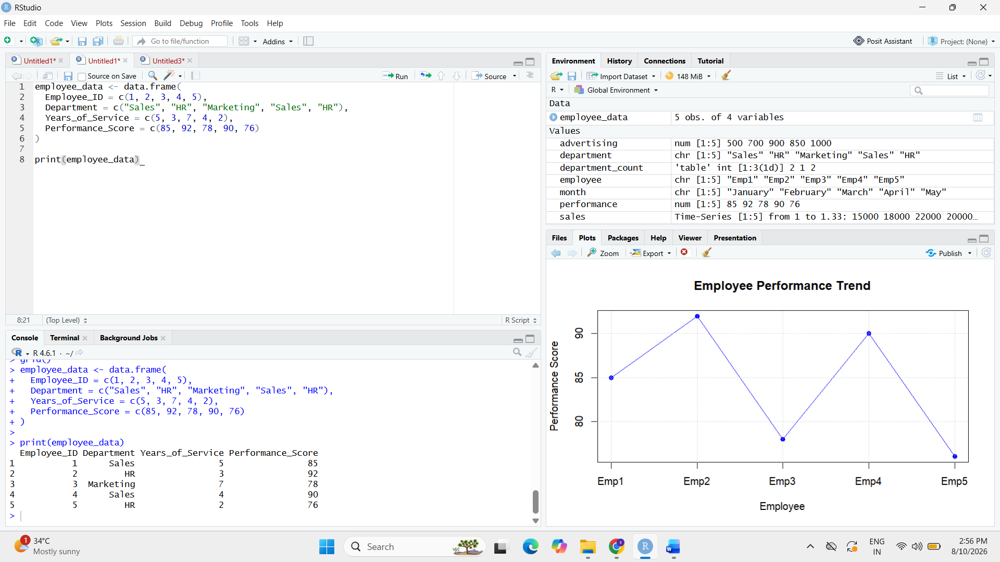 RStudio
File Edit Code View Plots Session Build Debug Profile Tools Help
Go to file/function Addins Posit Assistant Project: (None)
Untitled1* Untitled1* Untitled3*
Source on Save Run Source
1 employee_data <- data.frame(
2   Employee_ID = c(1, 2, 3, 4, 5),
3   Department = c("Sales", "HR", "Marketing", "Sales", "HR"),
4   Years_of_Service = c(5, 3, 7, 4, 2),
5   Performance_Score = c(85, 92, 78, 90, 76)
6 )
7
8 print(employee_data)_
8:21 (Top Level) R Script
Console Terminal Background Jobs
R 4.6.1 · ~/
> grid()
> employee_data <- data.frame(
+   Employee_ID = c(1, 2, 3, 4, 5),
+   Department = c("Sales", "HR", "Marketing", "Sales", "HR"),
+   Years_of_Service = c(5, 3, 7, 4, 2),
+   Performance_Score = c(85, 92, 78, 90, 76)
+ )
>
> print(employee_data)
  Employee_ID Department Years_of_Service Performance_Score
1           1      Sales                5                85
2           2         HR                3                92
3           3  Marketing                7                78
4           4      Sales                4                90
5           5         HR                2                76
>
Environment History Connections Tutorial
Import Dataset 148 MiB List
R Global Environment
Data
employee_data 5 obs. of 4 variables
Values
advertising num [1:5] 500 700 900 850 1000
department chr [1:5] "Sales" "HR" "Marketing" "Sales" "HR"
department_count 'table' int [1:3(1d)] 2 1 2
employee chr [1:5] "Emp1" "Emp2" "Emp3" "Emp4" "Emp5"
month chr [1:5] "January" "February" "March" "April" "May"
performance num [1:5] 85 92 78 90 76
sales Time-Series [1:5] from 1 to 1.33: 15000 18000 22000 20000…
Files Plots Packages Help Viewer Presentation
Zoom Export Publish
Employee Performance Trend
Performance Score
90
85
80
Emp1 Emp2 Emp3 Emp4 Emp5
Employee
1
34°C
Mostly sunny
Search
ENG
IN
2:56 PM
8/10/2026